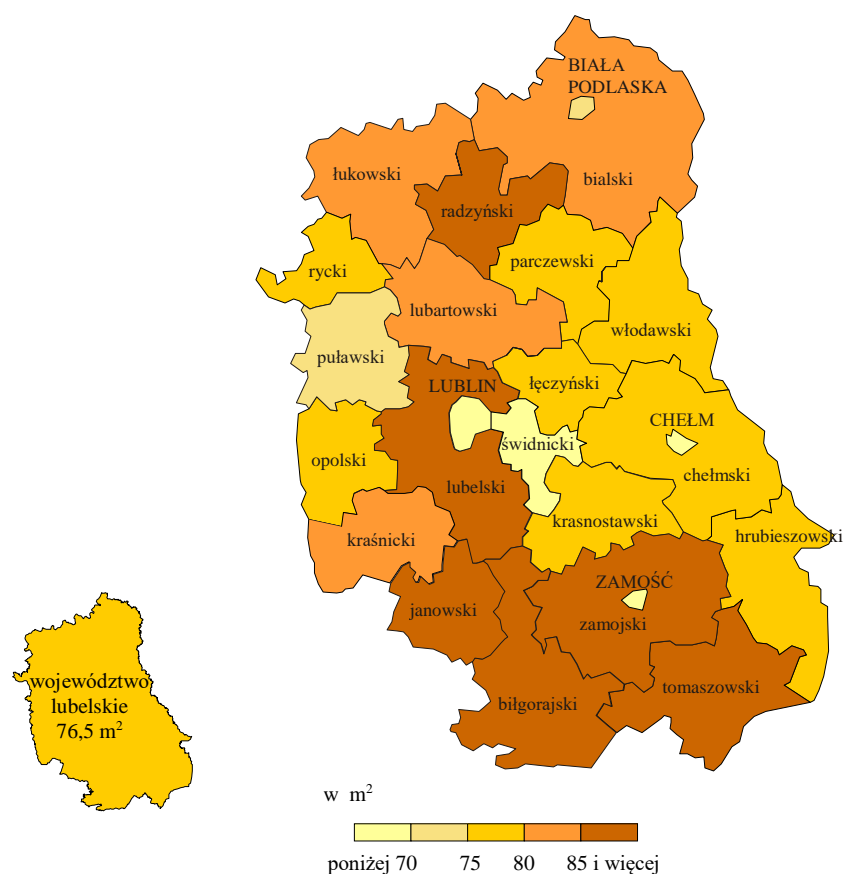 BIAŁA
PODLASKA
łukowski
bialski
radzyński
rycki
parczewski
lubartowski
włodawski
puławski
LUBLIN
łęczyński
CHEŁM
świdnicki
opolski
lubelski
chełmski
krasnostawski
hrubieszowski
kraśnicki
ZAMOŚĆ
janowski
zamojski
biłgorajski
tomaszowski
województwo
lubelskie
76,5 m²
w m²
poniżej 70 75 80 85 i więcej